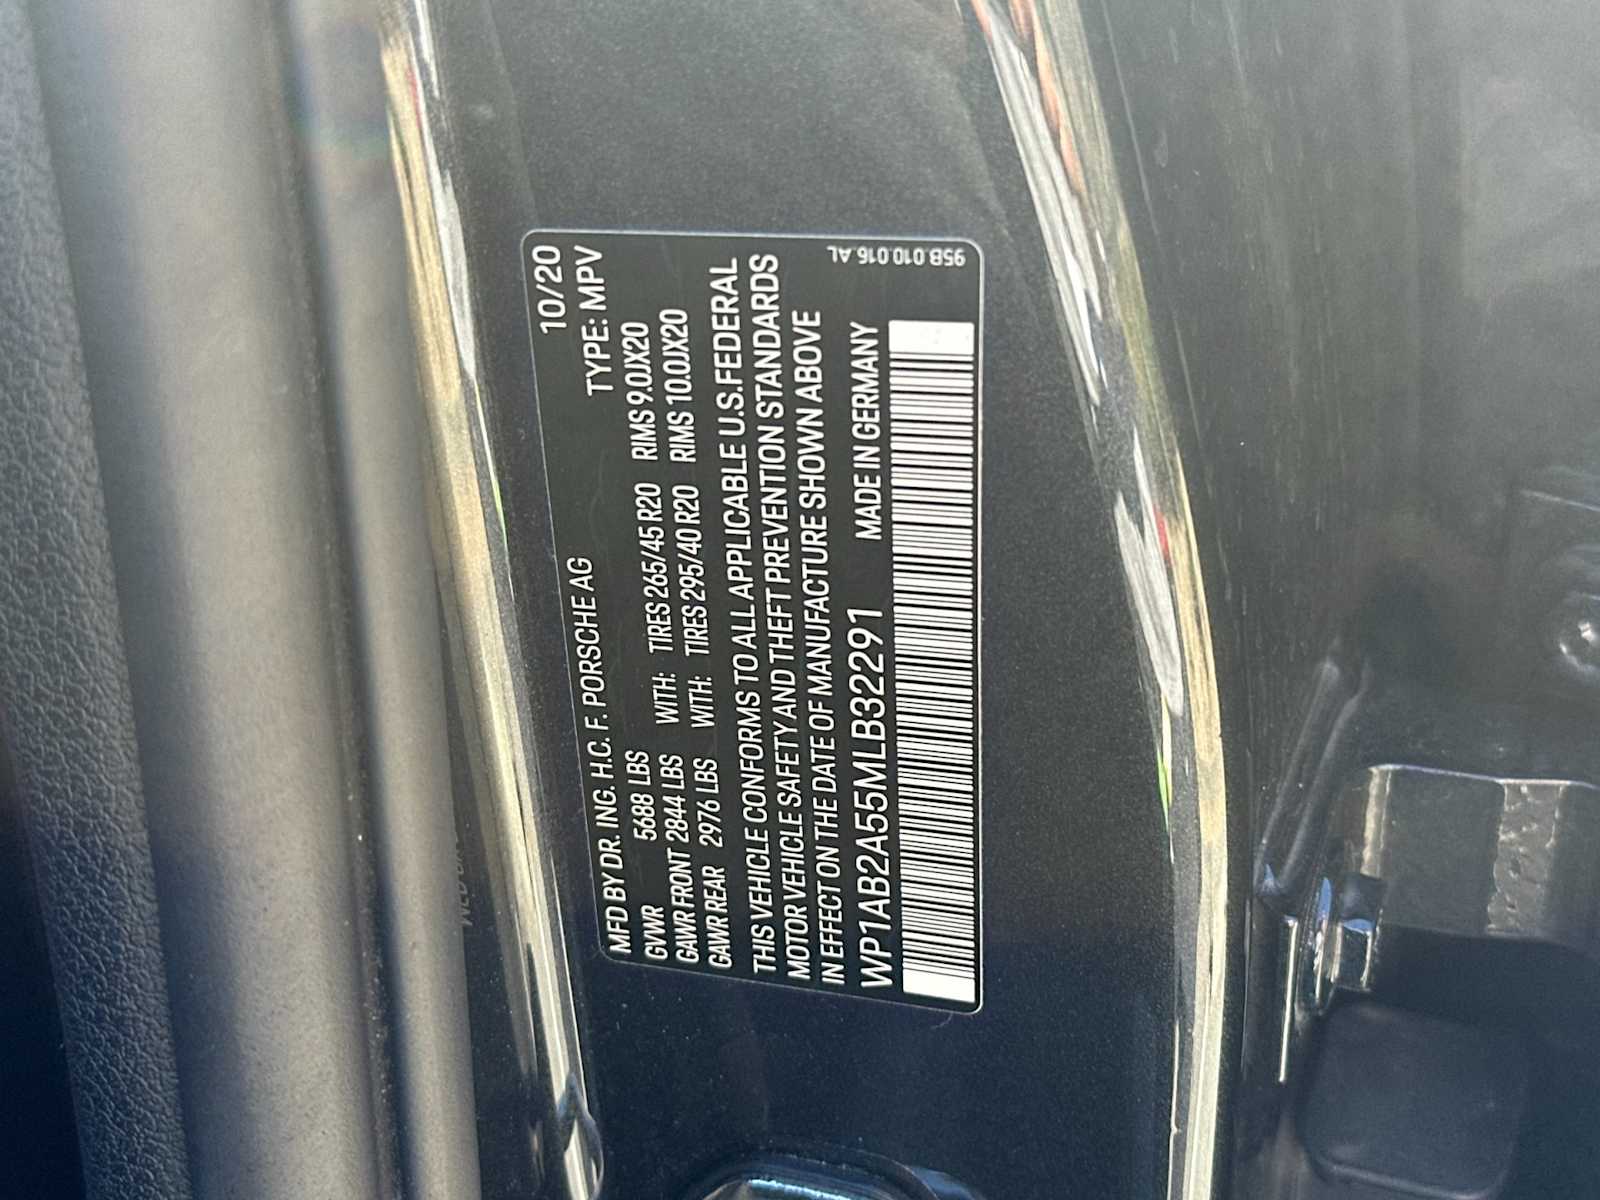 10/20
MFD BY DR. ING. H.C. F. PORSCHE AG TYPE: MPV
GVWR 5688 LBS WITH: TIRES 265/45 R20 RIMS 9.0JX20
GAWR FRONT 2844 LBS WITH: TIRES 295/40 R20 RIMS 10.0JX20
GAWR REAR 2976 LBS
THIS VEHICLE CONFORMS TO ALL APPLICABLE U.S. FEDERAL
MOTOR VEHICLE SAFETY AND THEFT PREVENTION STANDARDS
IN EFFECT ON THE DATE OF MANUFACTURE SHOWN ABOVE
WP1AB2A55MLB32291 MADE IN GERMANY
95B.010.016.AL